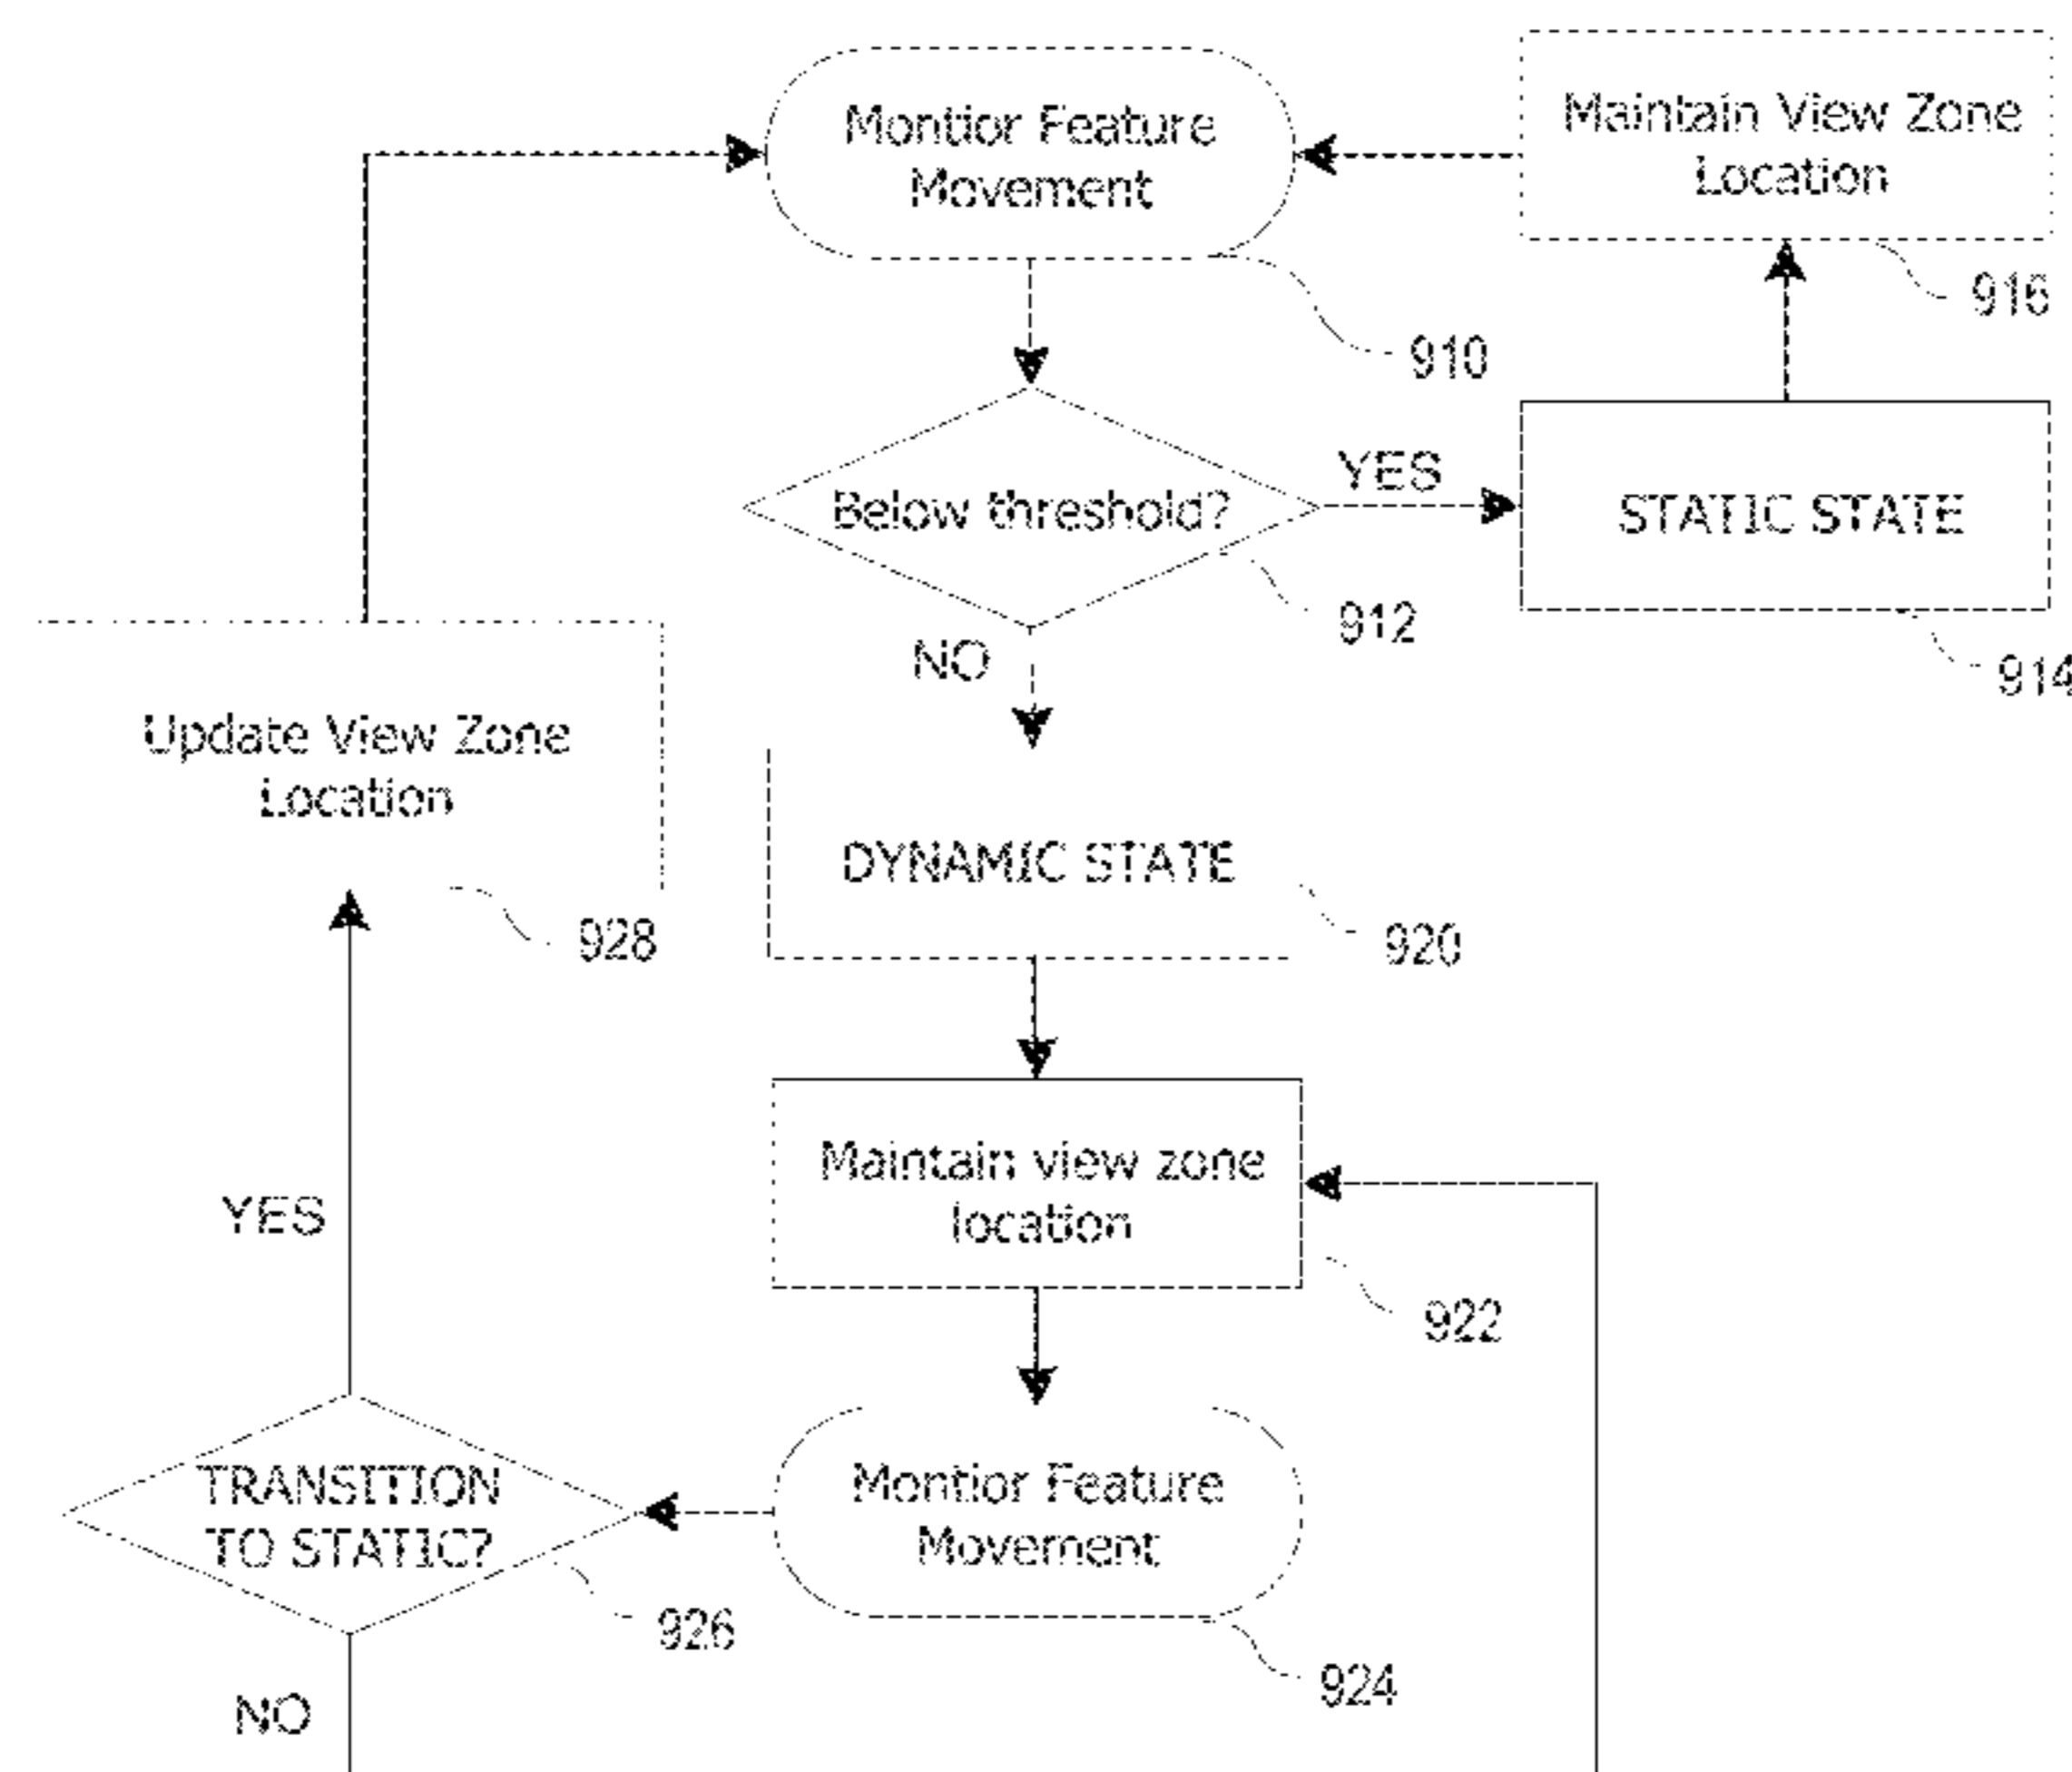 Montior Feature
Movement
Maintain View Zone
Location
916
910
Below threshold?
YES
STATIC STATE
912
914
NO
Update View Zone
Location
928
DYNAMIC STATE
920
Maintain view zone
location
922
YES
TRANSITION
TO STATIC?
926
Montior Feature
Movement
924
NO